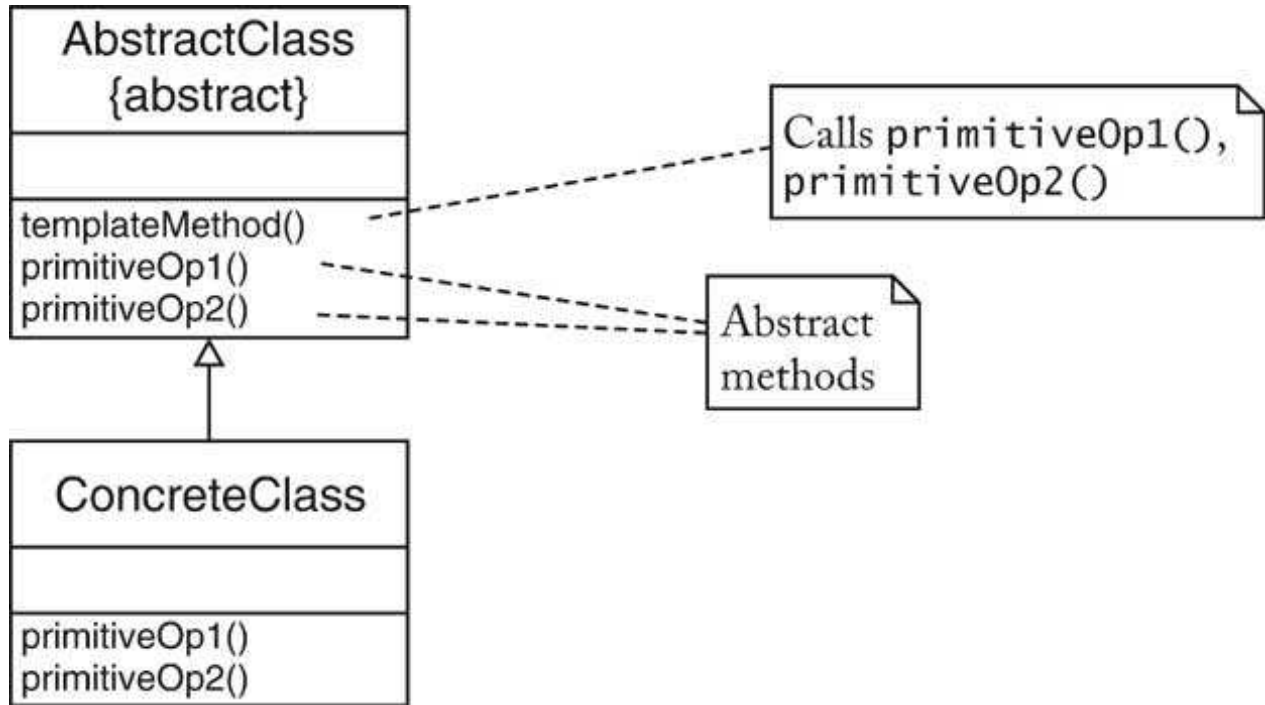 AbstractClass
{abstract}
templateMethod()
primitiveOp1()
primitiveOp2()
Calls primitiveOp1(),
primitiveOp2()
Abstract
methods
ConcreteClass
primitiveOp1()
primitiveOp2()